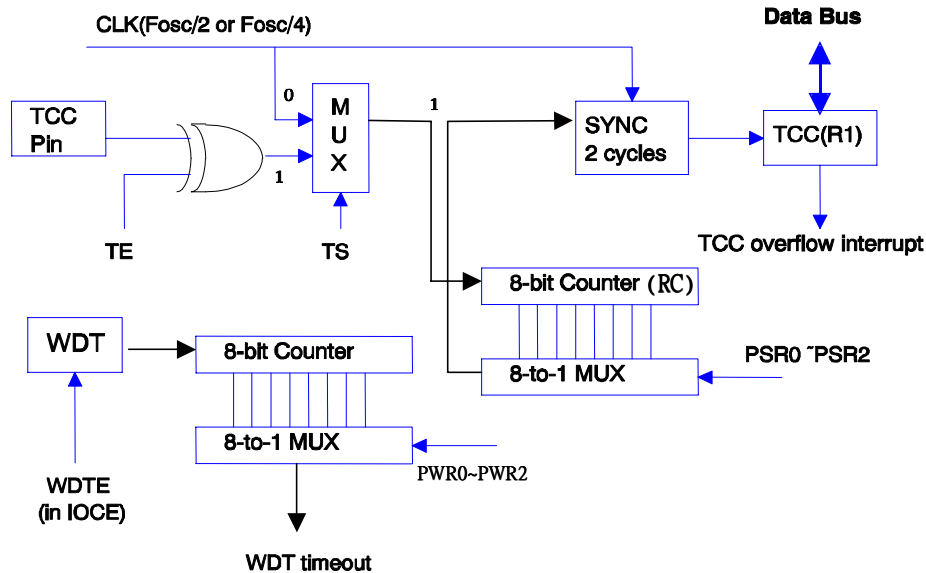 CLK(Fosc/2 or Fosc/4)
Data Bus
TCC
Pin
0
M
U
X
1
SYNC
2 cycles
TCC(R1)
1
TE
TS
TCC overflow interrupt
8-bit Counter (RC)
WDT
8-bit Counter
8-to-1 MUX
PSR0 ~PSR2
8-to-1 MUX
PWR0~PWR2
WDTE
(in IOCE)
WDT timeout